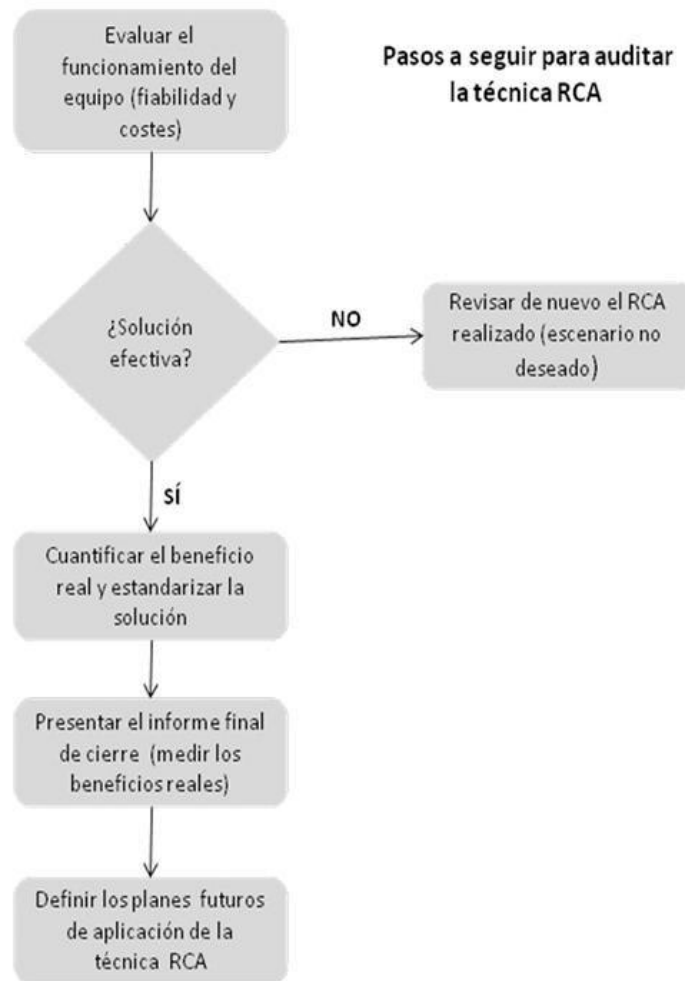 Evaluar el
funcionamiento del
equipo (fiabilidad y
costes)
Pasos a seguir para auditar
la técnica RCA
¿Solución
efectiva?
NO
Revisar de nuevo el RCA
realizado (escenario no
deseado)
SÍ
Cuantificar el beneficio
real y estandarizar la
solución
Presentar el informe final
de cierre (medir los
beneficios reales)
Definir los planes futuros
de aplicación de la
técnica RCA